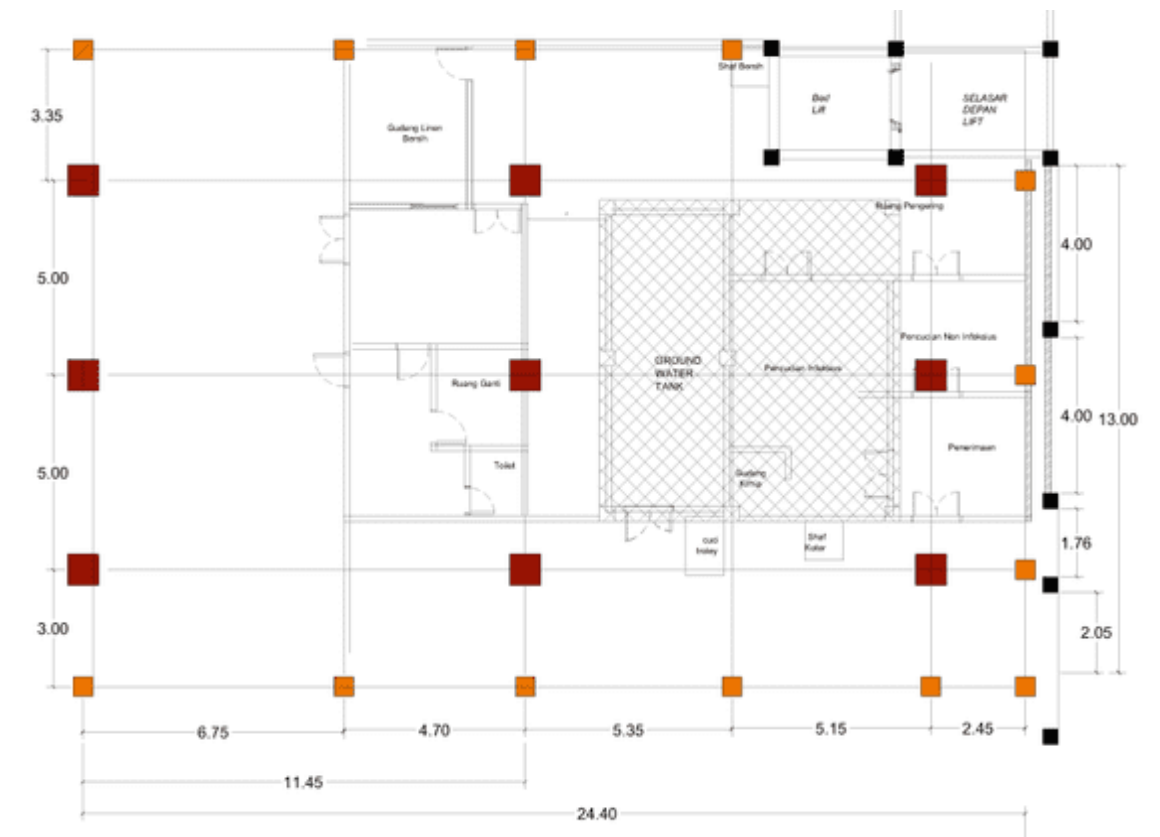 Shaf Bersih
3.35
Gudang Linen
Bersih
Bed
Lift
SELASAR
DEPAN
LIFT
Ruang Pengering
4.00
5.00
Pencucian Non Infeksius
GROUND
WATER
TANK
Pencucian Infeksius
Ruang Ganti
4.00
13.00
Penerimaan
Toilet
5.00
Gudang
cuci
troley
Shaf
Kotor
1.76
3.00
2.05
6.75
4.70
5.35
5.15
2.45
11.45
24.40